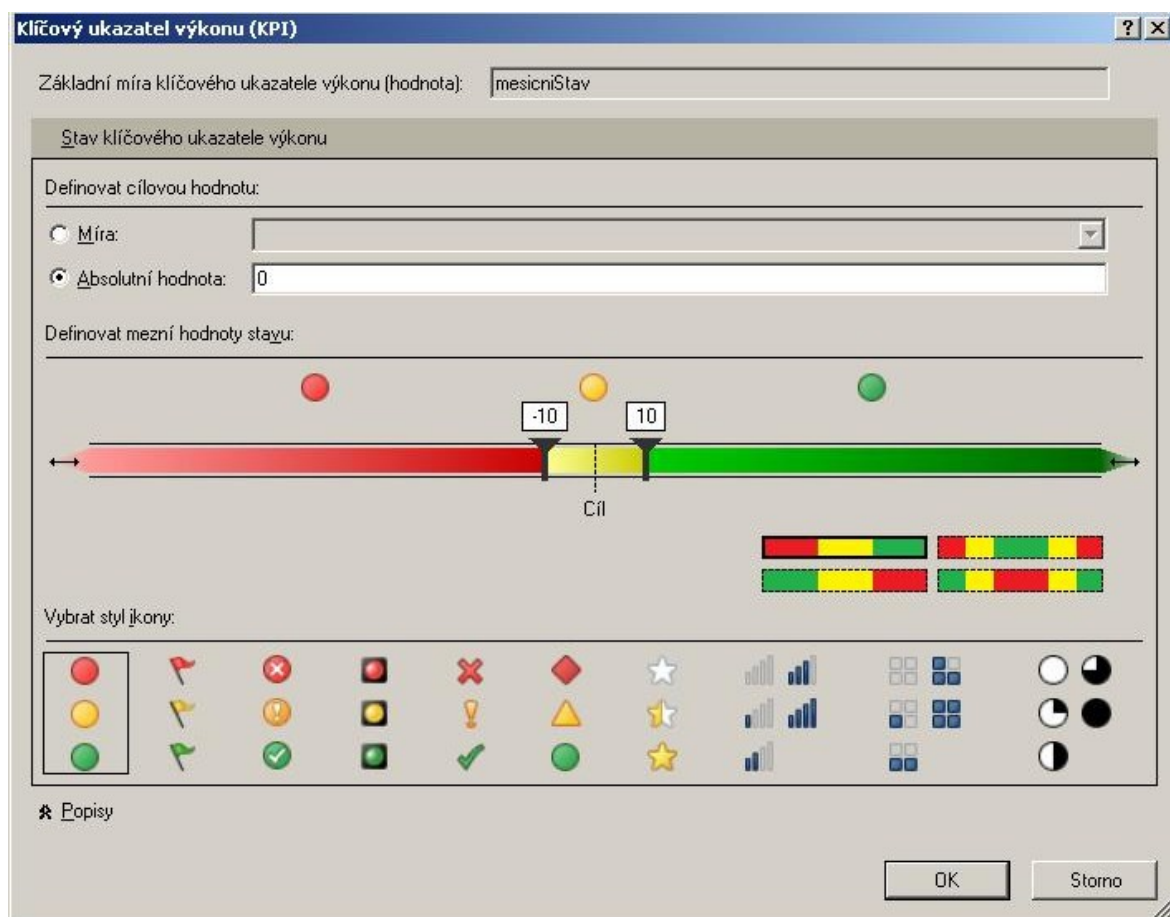 Klíčový ukazatel výkonu (KPI)
Základní míra klíčového ukazatele výkonu (hodnota): mesicniStav
Stav klíčového ukazatele výkonu
Definovat cílovou hodnotu:
Míra:
Absolutní hodnota: 0
Definovat mezní hodnoty stavu:
-10 10
Cíl
Vybrat styl ikony:
Popisy
OK Storno